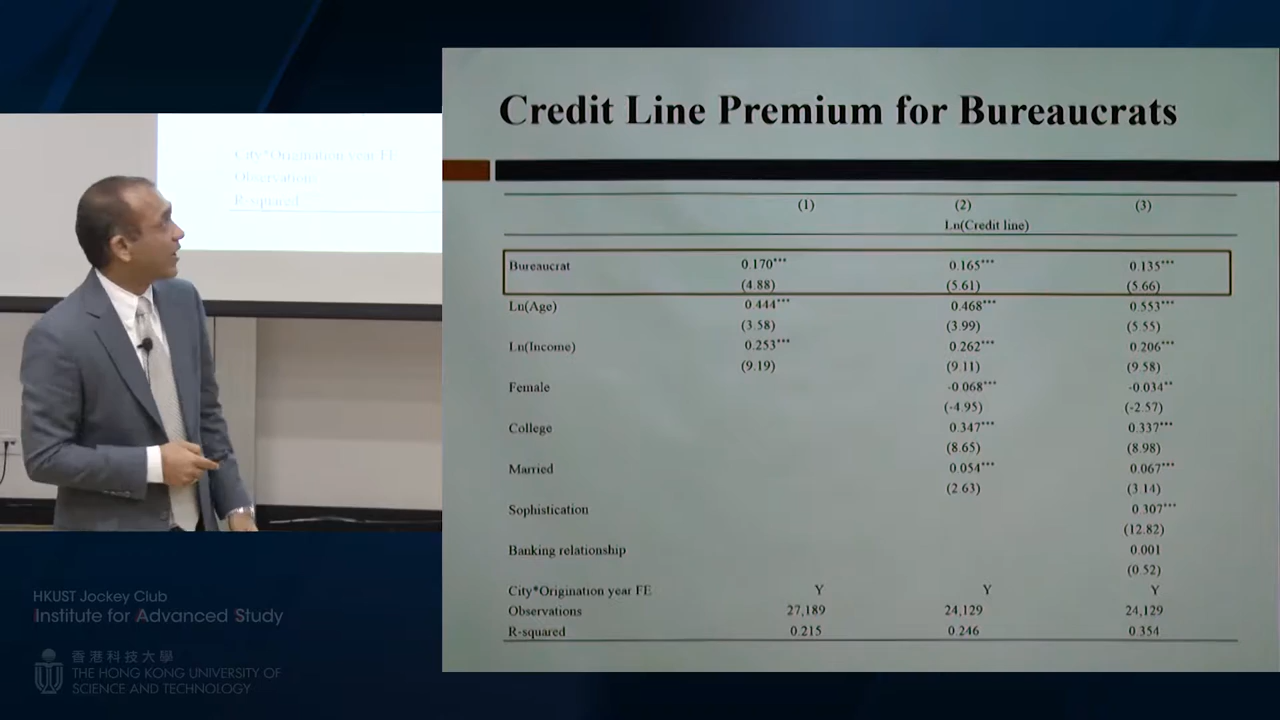 Credit Line Premium for Bureaucrats
(1) (2) (3)
Ln(Credit line)
Bureaucrat 0.170*** 0.165*** 0.135***
(4.88) (5.61) (5.66)
Ln(Age) 0.444*** 0.468*** 0.553***
(3.58) (3.99) (5.55)
Ln(Income) 0.253*** 0.262*** 0.206***
(9.19) (9.11) (9.58)
Female -0.068*** -0.034**
(-4.95) (-2.57)
College 0.347*** 0.337***
(8.65) (8.98)
Married 0.054*** 0.067***
(2.63) (3.14)
Sophistication 0.307***
(12.82)
Banking relationship 0.001
(0.52)
City*Origination year FE Y Y Y
Observations 27,189 24,129 24,129
R-squared 0.215 0.246 0.354
City*Origination year FE
Observations
R-squared
HKUST Jockey Club
Institute for Advanced Study
香港科技大學
THE HONG KONG UNIVERSITY OF
SCIENCE AND TECHNOLOGY